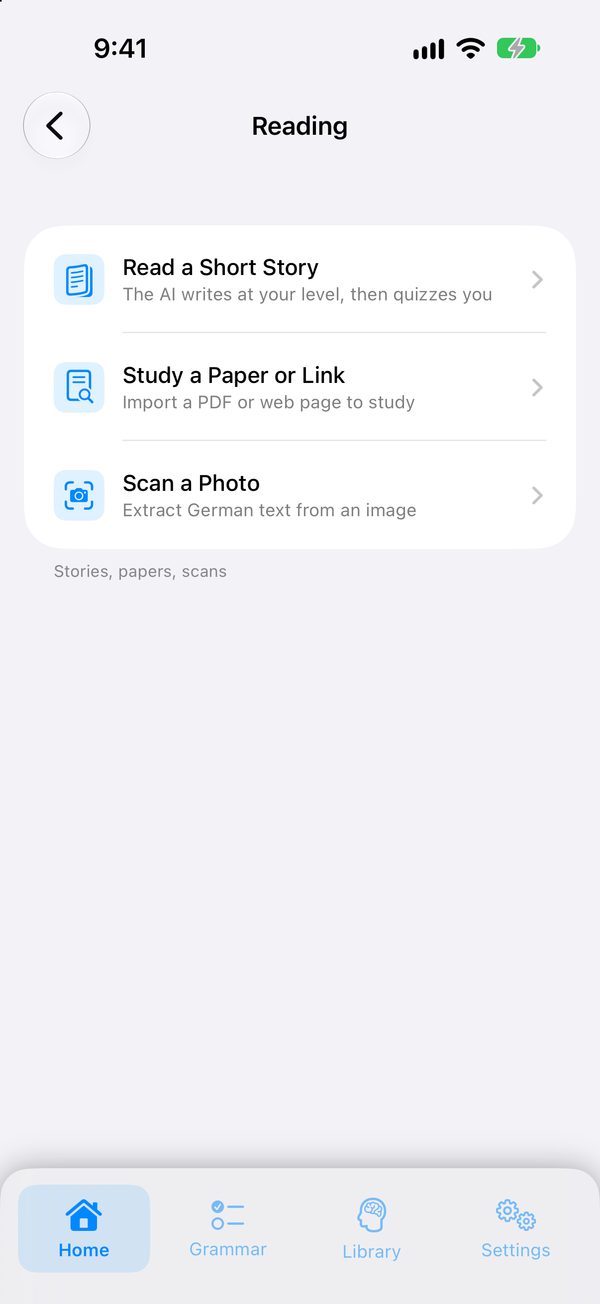 9:41
Reading
Read a Short Story
The AI writes at your level, then quizzes you
Study a Paper or Link
Import a PDF or web page to study
Scan a Photo
Extract German text from an image
Stories, papers, scans
Home
Grammar
Library
Settings